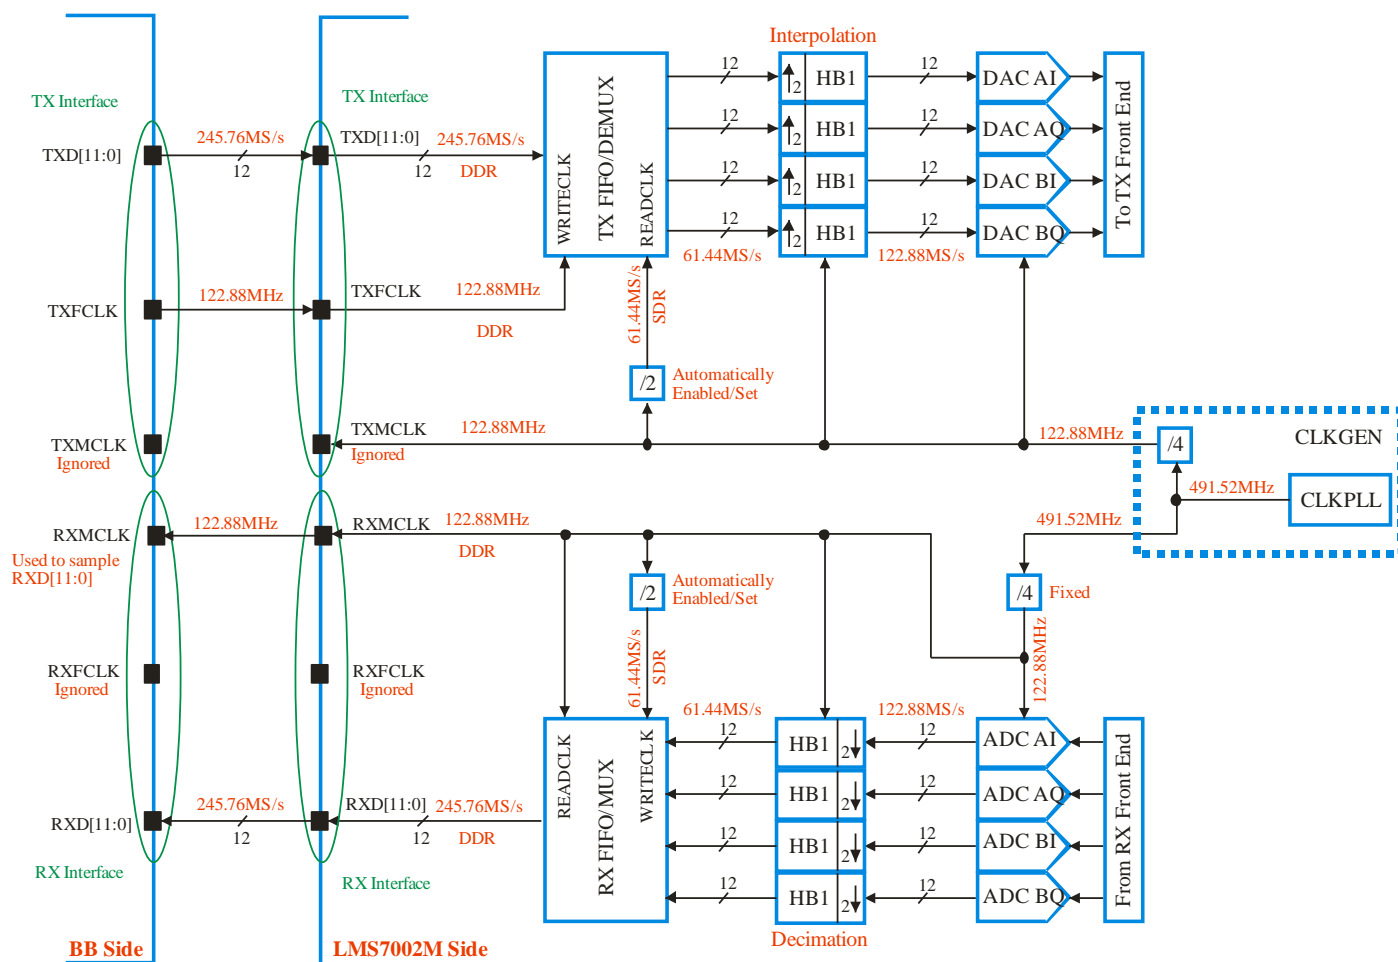 Interpolation
12
12
HB1
2
DAC AI
TX Interface
TX Interface
245.76MS/s
TXD[11:0]
245.76MS/s
TXD[11:0]
12
12
DDR
WRITECLK
TX FIFO/DEMUX
READCLK
12
12
HB1
2
DAC AQ
12
12
HB1
2
DAC BI
12
12
HB1
2
DAC BQ
To TX Front End
61.44MS/s
122.88MS/s
TXFCLK
122.88MHz
TXFCLK
122.88MHz
DDR
61.44MS/s
SDR
/2
Automatically
Enabled/Set
TXMCLK
Ignored
TXMCLK
Ignored
122.88MHz
122.88MHz
/4
CLKGEN
491.52MHz
CLKPLL
491.52MHz
RXMCLK
122.88MHz
RXMCLK
122.88MHz
DDR
Used to sample
RXD[11:0]
/2
Automatically
Enabled/Set
/4
Fixed
61.44MS/s
SDR
122.88MHz
RXFCLK
Ignored
RXFCLK
Ignored
61.44MS/s
122.88MS/s
READCLK
RX FIFO/MUX
WRITECLK
12
HB1
2
12
ADC AI
12
HB1
2
12
ADC AQ
12
HB1
2
12
ADC BI
12
HB1
2
12
ADC BQ
From RX Front End
RXD[11:0]
245.76MS/s
12
RXD[11:0]
245.76MS/s
12
DDR
RX Interface
RX Interface
Decimation
BB Side
LMS7002M Side